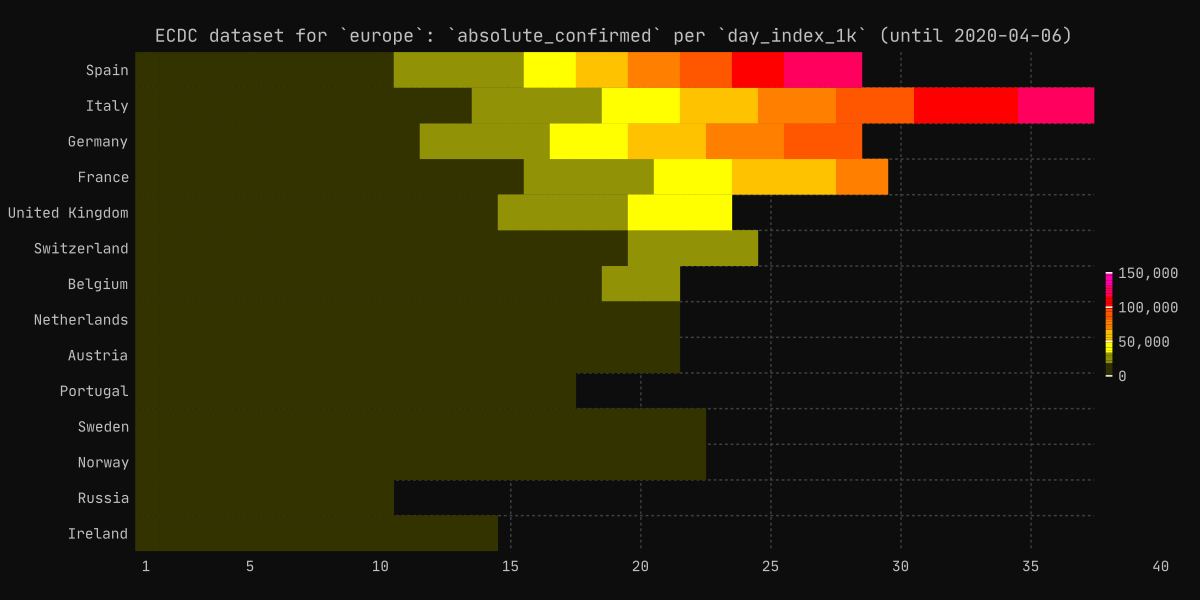 ECDC dataset for `europe`: `absolute_confirmed` per `day_index_1k` (until 2020-04-06)
Spain
Italy
Germany
France
United Kingdom
Switzerland
Belgium
Netherlands
Austria
Portugal
Sweden
Norway
Russia
Ireland
150,000
100,000
50,000
0
1 5 10 15 20 25 30 35 40